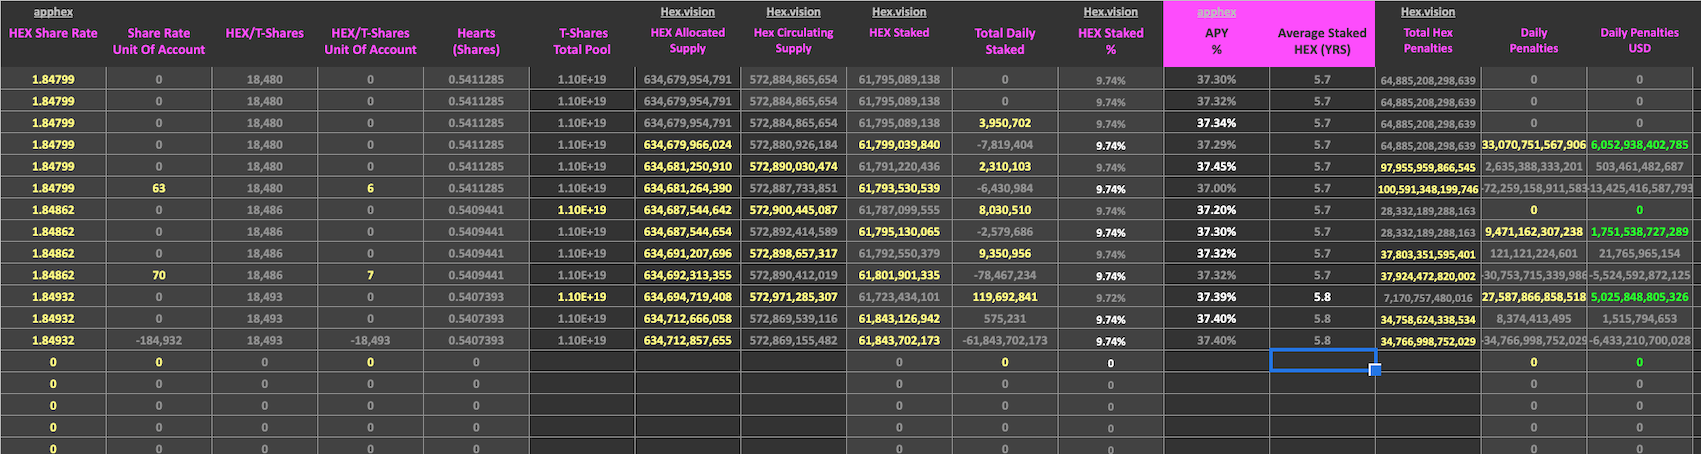 apphex Hex.vision Hex.vision Hex.vision Hex.vision apphex Hex.vision
HEX Share Rate Share Rate Unit Of Account HEX/T-Shares HEX/T-Shares Unit Of Account Hearts (Shares) T-Shares Total Pool HEX Allocated Supply Hex Circulating Supply HEX Staked Total Daily Staked HEX Staked % APY % Average Staked HEX (YRS) Total Hex Penalties Daily Penalties Daily Penalties USD
1.84799 0 18,480 0 0.5411285 1.10E+19 634,679,954,791 572,884,865,654 61,795,089,138 0 9.74% 37.30% 5.7 64,885,208,298,639 0 0
1.84799 0 18,480 0 0.5411285 1.10E+19 634,679,954,791 572,884,865,654 61,795,089,138 0 9.74% 37.32% 5.7 64,885,208,298,639 0 0
1.84799 0 18,480 0 0.5411285 1.10E+19 634,679,954,791 572,884,865,654 61,795,089,138 3,950,702 9.74% 37.34% 5.7 64,885,208,298,639 0 0
1.84799 0 18,480 0 0.5411285 1.10E+19 634,679,966,024 572,880,926,184 61,799,039,840 -7,819,404 9.74% 37.29% 5.7 64,885,208,298,639 33,070,751,567,906 6,052,938,402,785
1.84799 0 18,480 0 0.5411285 1.10E+19 634,681,250,910 572,890,030,474 61,791,220,436 2,310,103 9.74% 37.45% 5.7 97,955,959,866,545 2,635,388,333,201 503,461,482,687
1.84799 63 18,480 6 0.5411285 1.10E+19 634,681,264,390 572,887,733,851 61,793,530,539 -6,430,984 9.74% 37.00% 5.7 100,591,348,199,746 -72,259,158,911,583 -13,425,416,587,793
1.84862 0 18,486 0 0.5409441 1.10E+19 634,687,544,642 572,900,445,087 61,787,099,555 8,030,510 9.74% 37.20% 5.7 28,332,189,288,163 0 0
1.84862 0 18,486 0 0.5409441 1.10E+19 634,687,544,654 572,892,414,589 61,795,130,065 -2,579,686 9.74% 37.30% 5.7 28,332,189,288,163 9,471,162,307,238 1,751,538,727,289
1.84862 0 18,486 0 0.5409441 1.10E+19 634,691,207,696 572,898,657,317 61,792,550,379 9,350,956 9.74% 37.32% 5.7 37,803,351,595,401 121,121,224,601 21,765,965,154
1.84862 70 18,486 7 0.5409441 1.10E+19 634,692,313,355 572,890,412,019 61,801,901,335 -78,467,234 9.74% 37.32% 5.7 37,924,472,820,002 -30,753,715,339,986 -5,524,592,872,125
1.84932 0 18,493 0 0.5407393 1.10E+19 634,694,719,408 572,971,285,307 61,723,434,101 119,692,841 9.72% 37.39% 5.8 7,170,757,480,016 27,587,866,858,518 5,025,848,805,326
1.84932 0 18,493 0 0.5407393 1.10E+19 634,712,666,058 572,869,539,116 61,843,126,942 575,231 9.74% 37.40% 5.8 34,758,624,338,534 8,374,413,495 1,515,794,653
1.84932 -184,932 18,493 -18,493 0.5407393 1.10E+19 634,712,857,655 572,869,155,482 61,843,702,173 -61,843,702,173 9.74% 37.40% 5.8 34,766,998,752,029 -34,766,998,752,029 -6,433,210,700,028
0 0 0 0 0 0 0 0 0 0
0 0 0 0 0 0 0 0 0 0
0 0 0 0 0 0 0 0 0 0
0 0 0 0 0 0 0 0 0 0
0 0 0 0 0 0 0 0 0 0